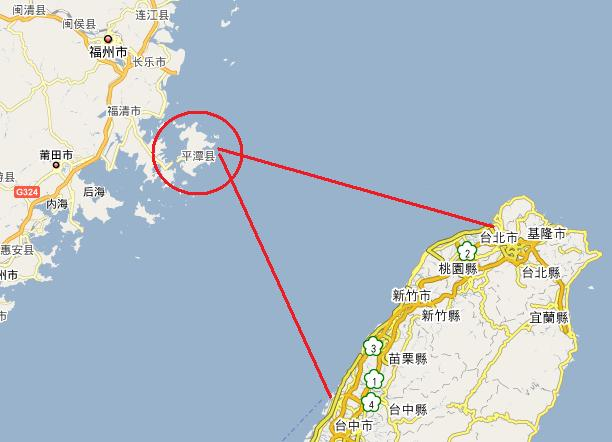 闽清县
连江县
闽侯县
福州市
长乐市
福清市
平潭县
莆田市
G324
后海
内海
惠安县
州市
市
台北市
基隆市
2
桃園縣
台北縣
新竹市
新竹縣
宜蘭縣
3
苗栗縣
1
4
台中縣
台中市